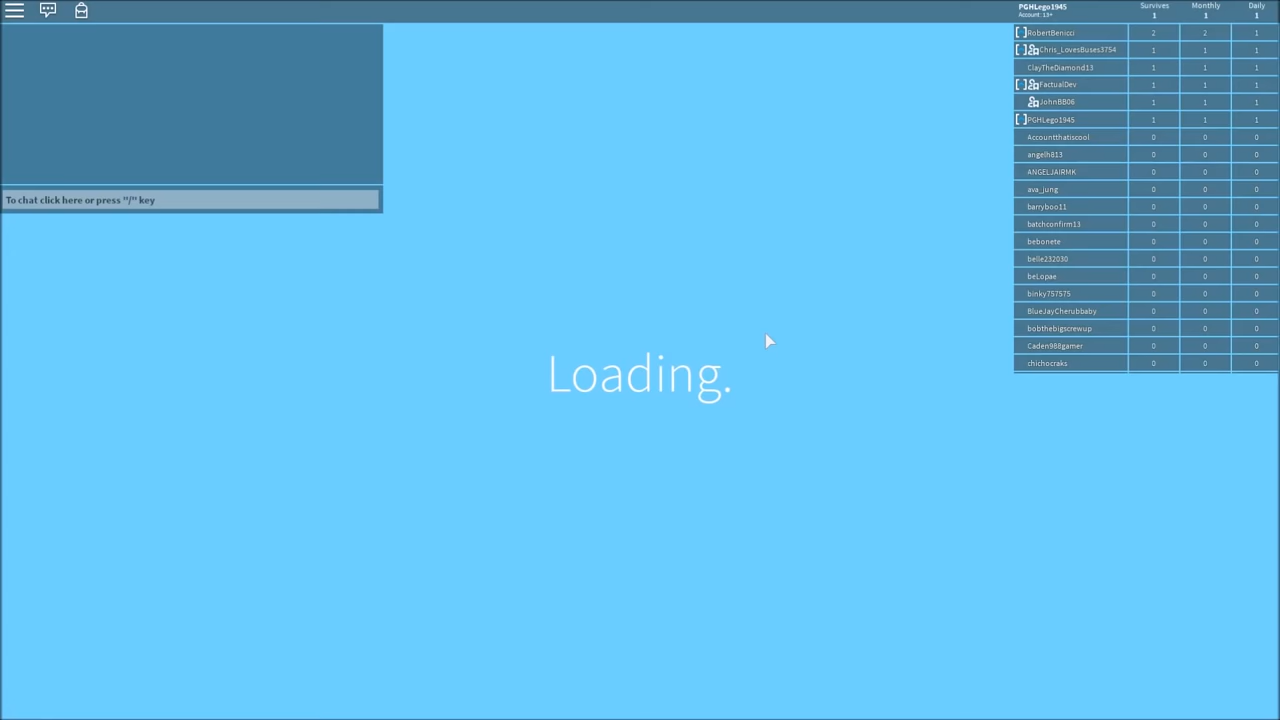 PGHLego1945 Survives Monthly Daily
Account: 13+ 1 1 1
RobertBenicci 2 2 1
Chris_LovesBuses3754 1 1 1
ClayTheDiamond13 1 1 1
FactualDev 1 1 1
JohnBB06 1 1 1
PGHLego1945 1 1 1
Accountthatiscool 0 0 0
angelh813 0 0 0
ANGELJAIRMK 0 0 0
ava_jung 0 0 0
To chat click here or press "/" key
barryboo11 0 0 0
batchconfirm13 0 0 0
bebonete 0 0 0
belle232030 0 0 0
beLopae 0 0 0
binky757575 0 0 0
BlueJayCherubbaby 0 0 0
bobthebigscrewup 0 0 0
Caden988gamer 0 0 0
chichocraks 0 0 0
Loading.